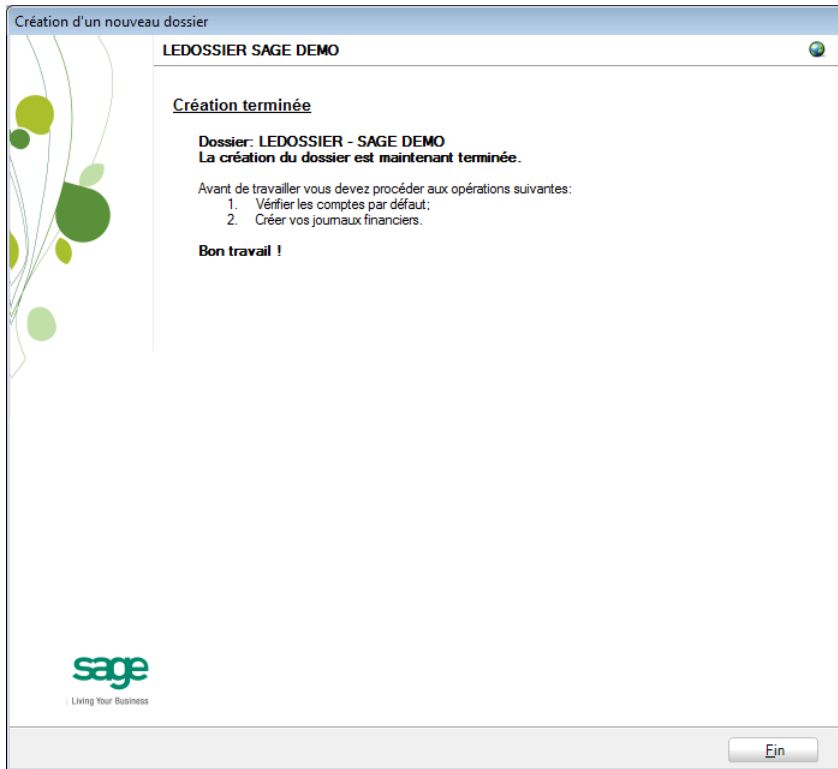 Création d'un nouveau dossier
LEDOSSIER SAGE DEMO
Création terminée
Dossier: LEDOSSIER - SAGE DEMO
La création du dossier est maintenant terminée.
Avant de travailler vous devez procéder aux opérations suivantes:
1. Vérifier les comptes par défaut;
2. Créer vos journaux financiers.
Bon travail !
sage
Living Your Business
Fin